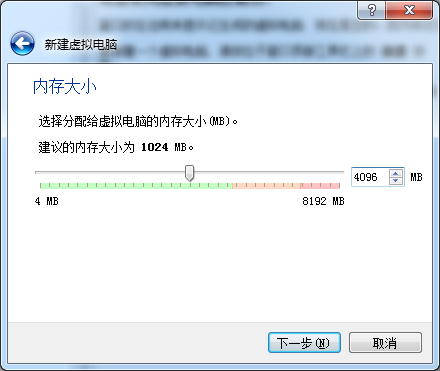 新建虚拟电脑
内存大小
选择分配给虚拟电脑的内存大小(MB)。
建议的内存大小为 1024 MB。
4096 MB
4 MB 8192 MB
下一步(N) 取消